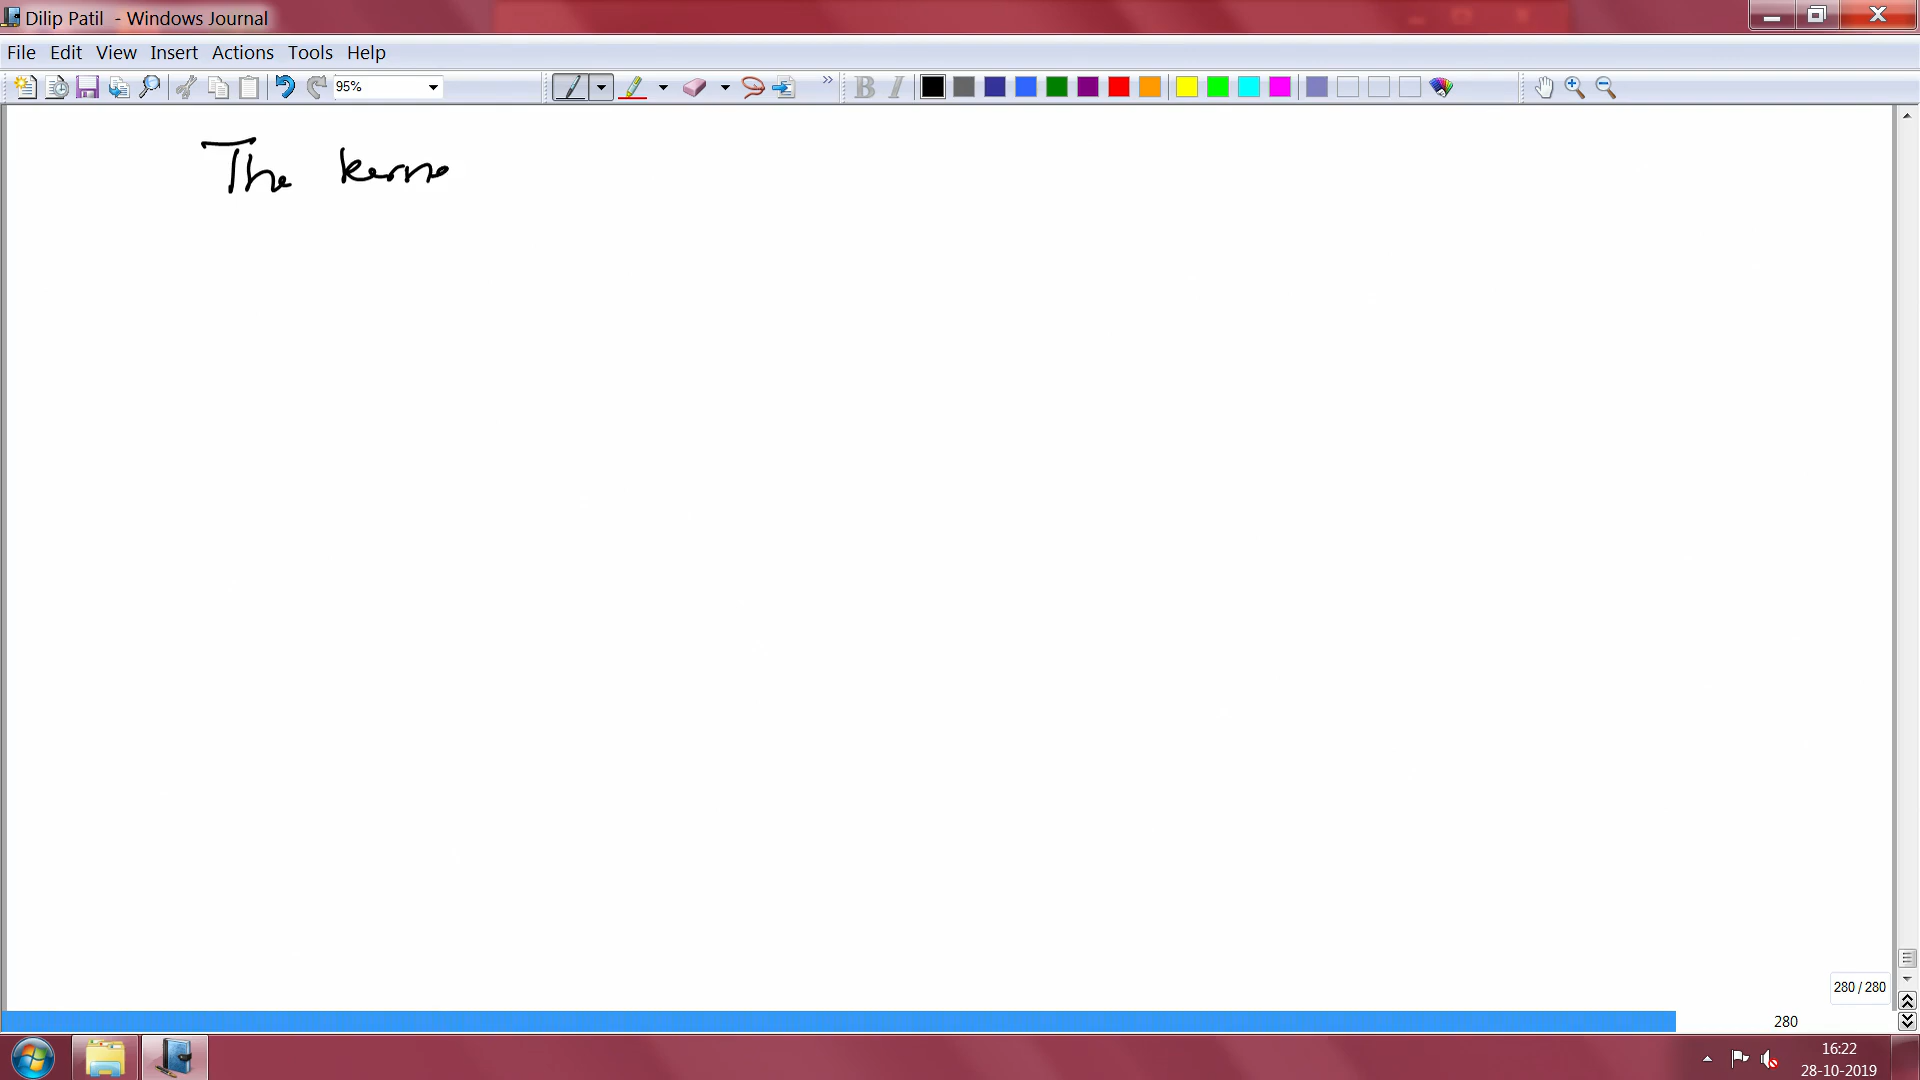 Dilip Patil - Windows Journal
File Edit View Insert Actions Tools Help
95%
B I
The kerne
280 / 280
280
16:22
28-10-2019